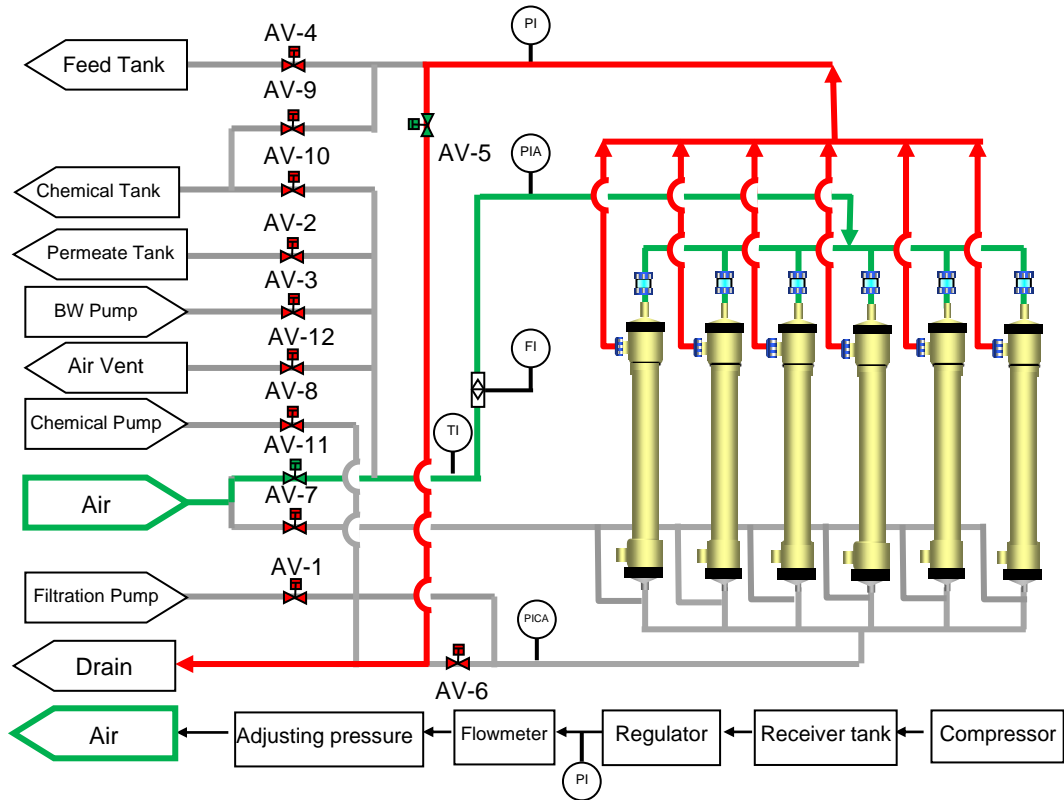 AV-4
PI
Feed Tank
AV-9
AV-5
PIA
AV-10
Chemical Tank
AV-2
Permeate Tank
AV-3
BW Pump
AV-12
Air Vent
FI
AV-8
Chemical Pump
TI
AV-11
Air
AV-7
AV-1
Filtration Pump
PICA
Drain
AV-6
Air
Adjusting pressure
Flowmeter
Regulator
Receiver tank
Compressor
PI